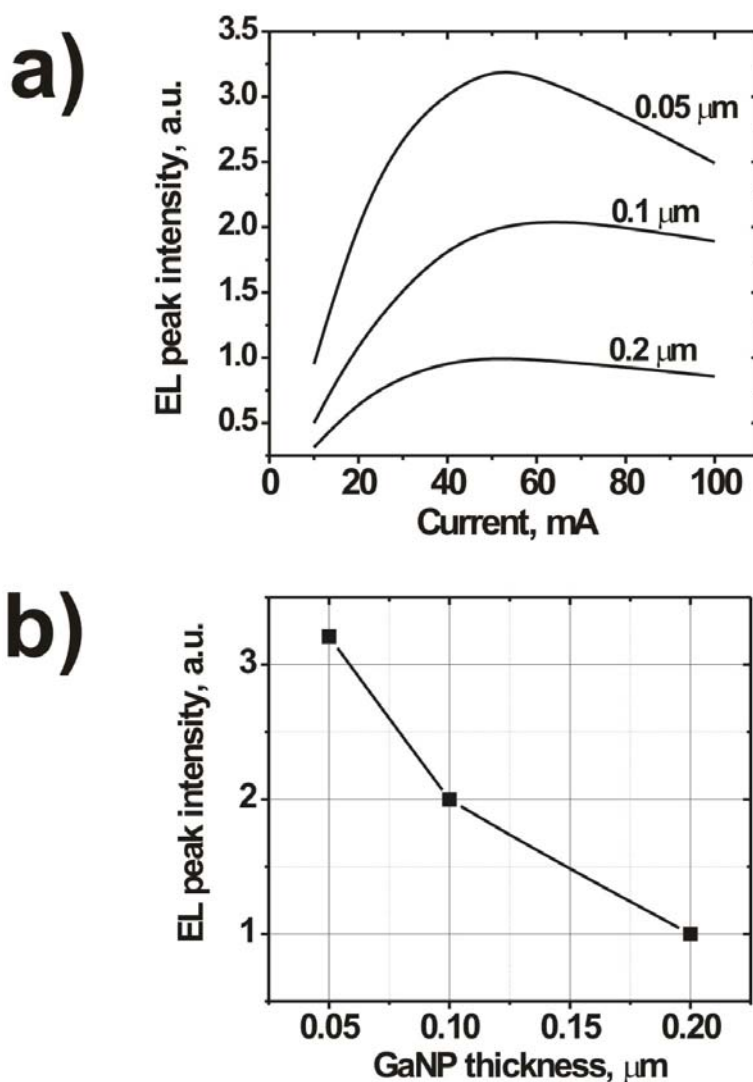 a)
EL peak intensity, a.u.
3.5
3.0
2.5
2.0
1.5
1.0
0.5
0.05 μm
0.1 μm
0.2 μm
0 20 40 60 80 100
Current, mA
b)
EL peak intensity, a.u.
3
2
1
0.05 0.10 0.15 0.20
GaNP thickness, μm